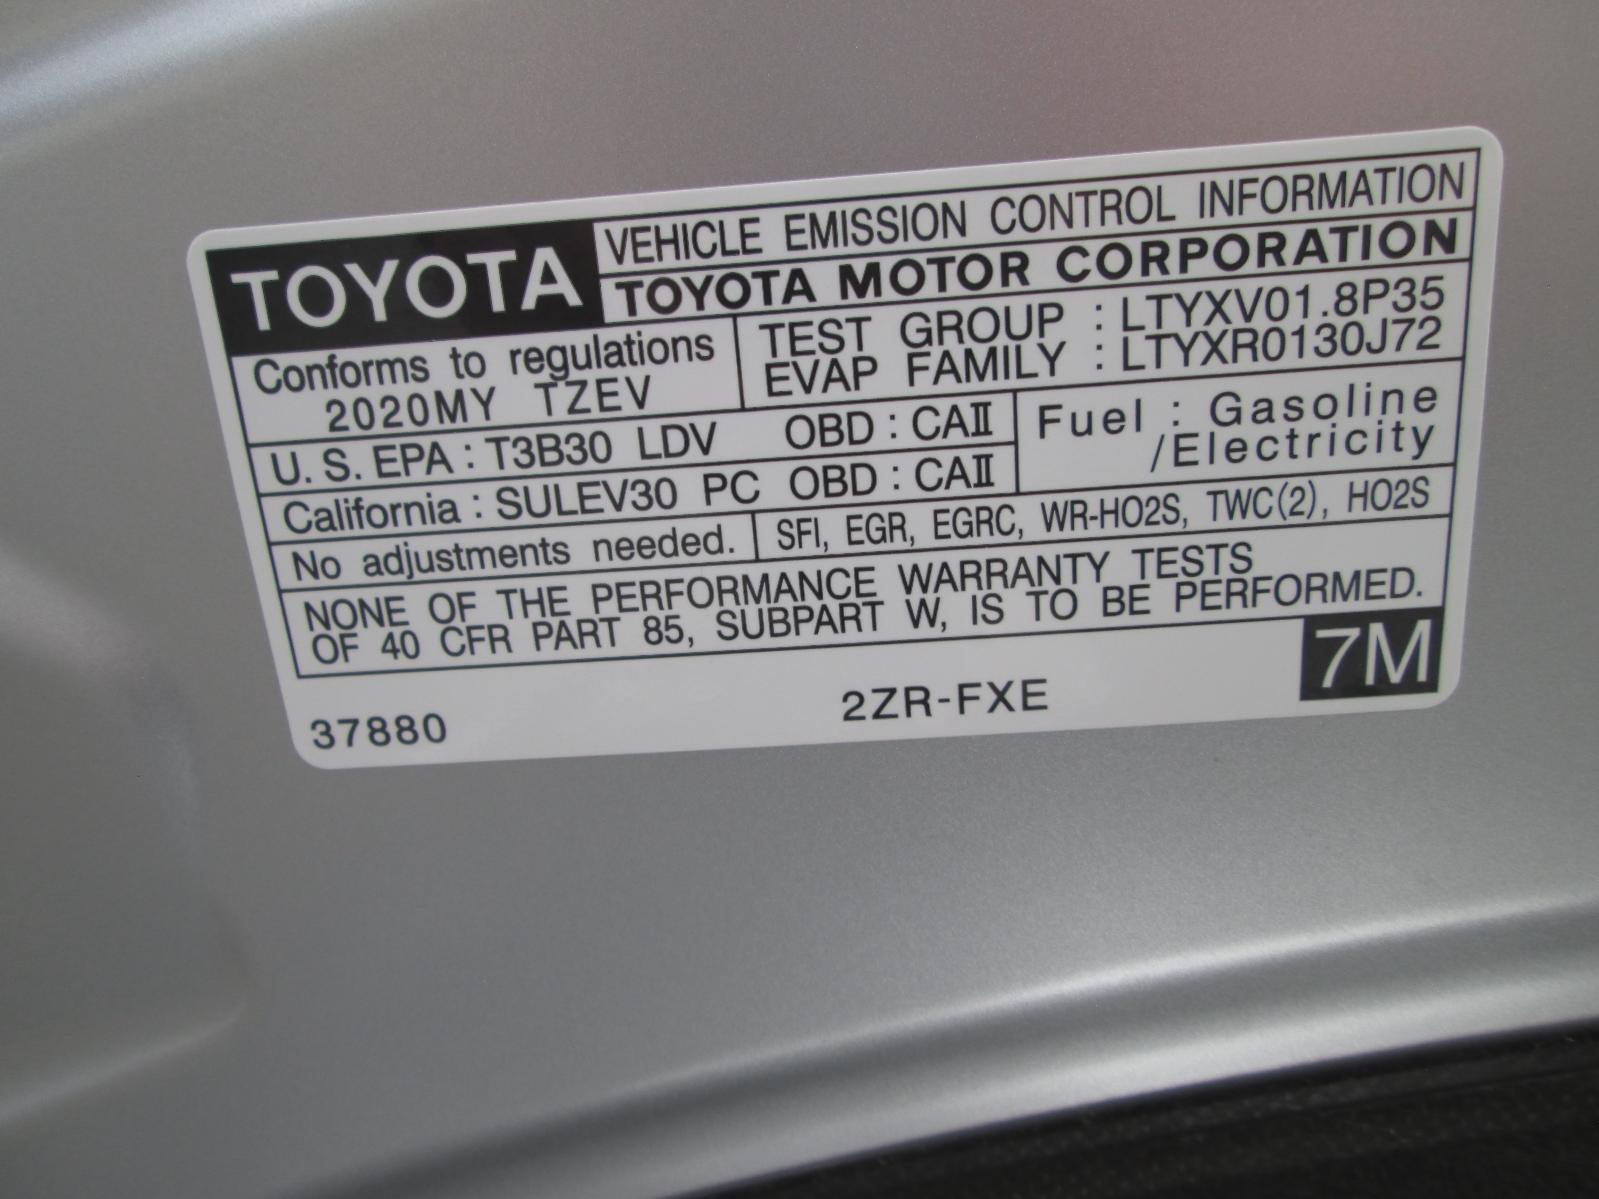 TOYOTA
VEHICLE EMISSION CONTROL INFORMATION
TOYOTA MOTOR CORPORATION
Conforms to regulations
2020MY TZEV
TEST GROUP : LTYXV01.8P35
EVAP FAMILY : LTYXR0130J72
U.S. EPA : T3B30 LDV OBD : CAⅡ
California : SULEV30 PC OBD : CAⅡ
Fuel : Gasoline
/Electricity
No adjustments needed.
SFI, EGR, EGRC, WR-HO2S, TWC(2), HO2S
NONE OF THE PERFORMANCE WARRANTY TESTS
OF 40 CFR PART 85, SUBPART W, IS TO BE PERFORMED.
37880
2ZR-FXE
7M